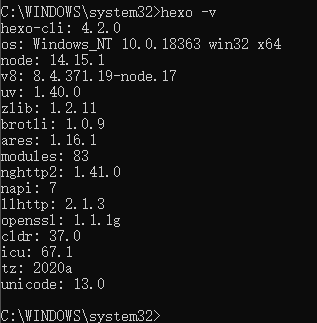 C:\WINDOWS\system32>hexo -v
hexo-cli: 4.2.0
os: Windows_NT 10.0.18363 win32 x64
node: 14.15.1
v8: 8.4.371.19-node.17
uv: 1.40.0
zlib: 1.2.11
brotli: 1.0.9
ares: 1.16.1
modules: 83
nghttp2: 1.41.0
napi: 7
llhttp: 2.1.3
openssl: 1.1.1g
cldr: 37.0
icu: 67.1
tz: 2020a
unicode: 13.0
C:\WINDOWS\system32>